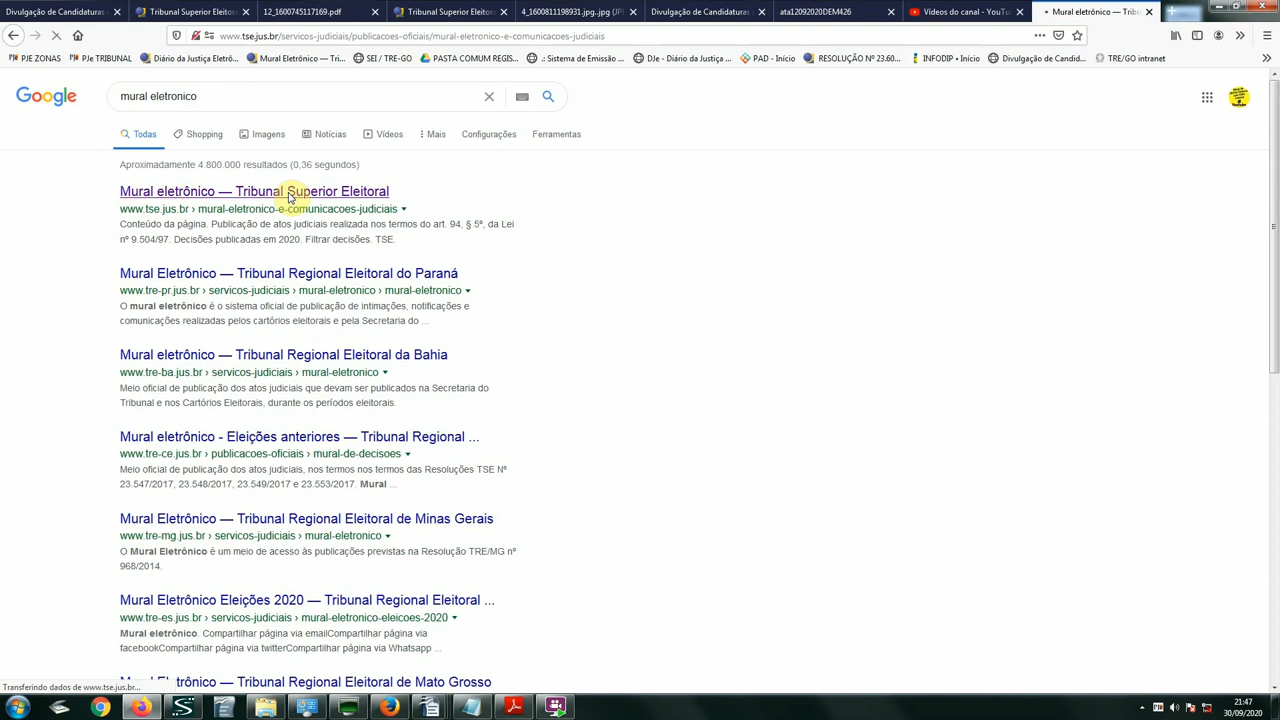 Divulgação de Candidaturas e
Tribunal Superior Eleitoral
12_1600745117169.pdf
Tribunal Superior Eleitoral
4_1600811198931.jpg.jpg (JPE
Divulgação de Candidaturas e
ata12092020DEM426
Vídeos do canal - YouTu
Mural eletrônico — Tribu
www.tse.jus.br/servicos-judiciais/publicacoes-oficiais/mural-eletronico-e-comunicacoes-judiciais
PJE ZONAS
PJe TRIBUNAL
Diário da Justiça Eletrô...
Mural Eletrônico — Tri...
SEI / TRE-GO
PASTA COMUM REGIS...
.: Sistema de Emissão ...
DJe - Diário da Justiça ...
PAD - Início
RESOLUÇÃO Nº 23.60...
INFODIP • Início
Divulgação de Candid...
TRE/GO intranet
Google
mural eletronico
Todas
Shopping
Imagens
Notícias
Vídeos
Mais
Configurações
Ferramentas
Aproximadamente 4.800.000 resultados (0,36 segundos)
Mural eletrônico — Tribunal Superior Eleitoral
www.tse.jus.br › mural-eletronico-e-comunicacoes-judiciais
Conteúdo da página. Publicação de atos judiciais realizada nos termos do art. 94, § 5º, da Lei
nº 9.504/97. Decisões publicadas em 2020. Filtrar decisões. TSE.
Mural Eletrônico — Tribunal Regional Eleitoral do Paraná
www.tre-pr.jus.br › servicos-judiciais › mural-eletronico › mural-eletronico
O mural eletrônico é o sistema oficial de publicação de intimações, notificações e
comunicações realizadas pelos cartórios eleitorais e pela Secretaria do ...
Mural eletrônico — Tribunal Regional Eleitoral da Bahia
www.tre-ba.jus.br › servicos-judiciais › mural-eletronico
Meio oficial de publicação dos atos judiciais que devam ser publicados na Secretaria do
Tribunal e nos Cartórios Eleitorais, durante os períodos eleitorais.
Mural eletrônico - Eleições anteriores — Tribunal Regional ...
www.tre-ce.jus.br › publicacoes-oficiais › mural-de-decisoes
Meio oficial de publicação dos atos judiciais, nos termos nos termos das Resoluções TSE Nº
23.547/2017, 23.548/2017, 23.549/2017 e 23.553/2017. Mural ...
Mural Eletrônico — Tribunal Regional Eleitoral de Minas Gerais
www.tre-mg.jus.br › servicos-judiciais › mural-eletronico
O Mural Eletrônico é um meio de acesso às publicações previstas na Resolução TRE/MG nº
968/2014.
Mural Eletrônico Eleições 2020 — Tribunal Regional Eleitoral ...
www.tre-es.jus.br › servicos-judiciais › mural-eletronico-eleicoes-2020
Mural eletrônico. Compartilhar página via emailCompartilhar página via
facebookCompartilhar página via twitterCompartilhar página via Whatsapp ...
Mural Eletrônico — Tribunal Regional Eleitoral de Mato Grosso
Transferindo dados de www.tse.jus.br...
21:47
30/09/2020